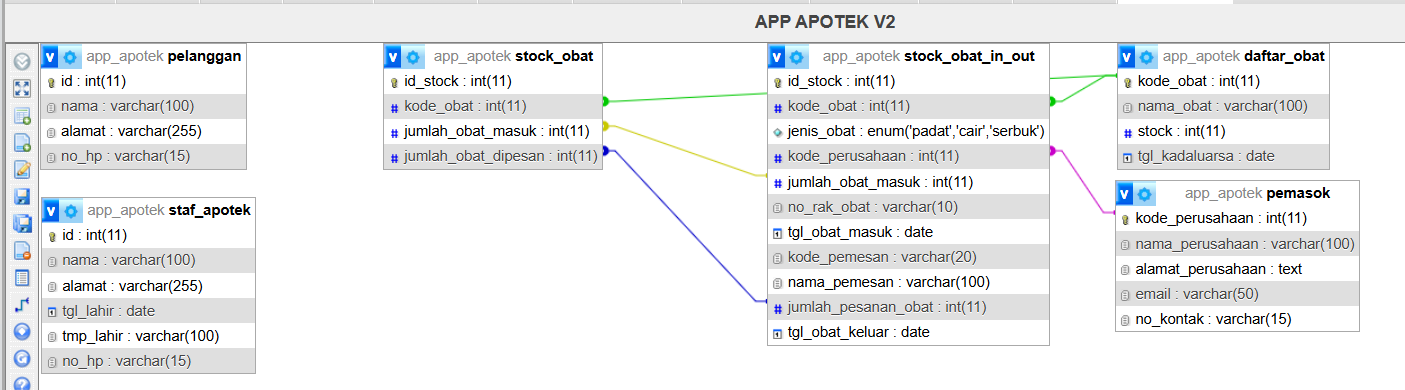 APP APOTEK V2
v app_apotek pelanggan
id : int(11)
nama : varchar(100)
alamat : varchar(255)
no_hp : varchar(15)
v app_apotek staf_apotek
id : int(11)
nama : varchar(100)
alamat : varchar(255)
tgl_lahir : date
tmp_lahir : varchar(100)
no_hp : varchar(15)
v app_apotek stock_obat
id_stock : int(11)
# kode_obat : int(11)
# jumlah_obat_masuk : int(11)
# jumlah_obat_dipesan : int(11)
v app_apotek stock_obat_in_out
id_stock : int(11)
# kode_obat : int(11)
jenis_obat : enum('padat','cair','serbuk')
# kode_perusahaan : int(11)
# jumlah_obat_masuk : int(11)
no_rak_obat : varchar(10)
tgl_obat_masuk : date
kode_pemesan : varchar(20)
nama_pemesan : varchar(100)
# jumlah_pesanan_obat : int(11)
tgl_obat_keluar : date
v app_apotek daftar_obat
kode_obat : int(11)
nama_obat : varchar(100)
# stock : int(11)
tgl_kadaluarsa : date
v app_apotek pemasok
kode_perusahaan : int(11)
nama_perusahaan : varchar(100)
alamat_perusahaan : text
email : varchar(50)
no_kontak : varchar(15)